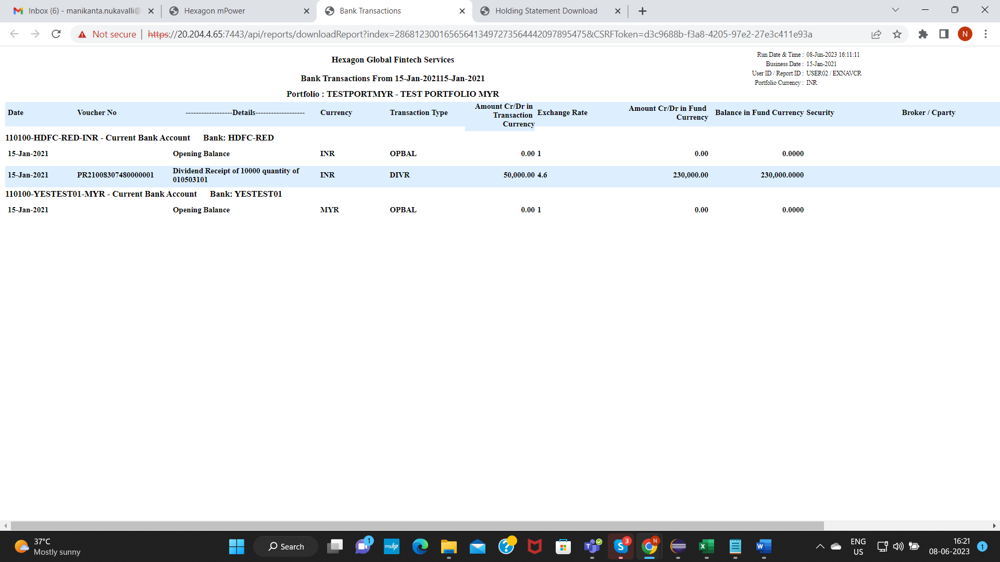 Inbox (6) - manikanta.nukavalli@
Hexagon mPower
Bank Transactions
Holding Statement Download
Not secure | https://20.204.4.65:7443/api/reports/downloadReport?index=28681230016565641349727356444209789547​5&CSRFToken=d3c9688b-f3a8-4205-97e2-27e3c411e93a
N
Hexagon Global Fintech Services
Bank Transactions From 15-Jan-202115-Jan-2021
Portfolio : TESTPORTMYR - TEST PORTFOLIO MYR
Run Date & Time : 08-Jun-2023 16:11:11
Business Date : 15-Jan-2021
User ID / Report ID : USER02 / EXNAVCR
Portfolio Currency : INR
Date Voucher No ------------------Details------------------- Currency Transaction Type Amount Cr/Dr in Transaction Currency Exchange Rate Amount Cr/Dr in Fund Currency Balance in Fund Currency Security Broker / Cparty
110100-HDFC-RED-INR - Current Bank Account Bank: HDFC-RED
15-Jan-2021 Opening Balance INR OPBAL 0.00 1 0.00 0.0000
15-Jan-2021 PR21008307480000001 Dividend Receipt of 10000 quantity of 010503101 INR DIVR 50,000.00 4.6 230,000.00 230,000.0000
110100-YESTEST01-MYR - Current Bank Account Bank: YESTEST01
15-Jan-2021 Opening Balance MYR OPBAL 0.00 1 0.00 0.0000
37°C
Mostly sunny
Search
1
myhp
T
S
3
N
X
W
ENG
US
16:21
08-06-2023
1